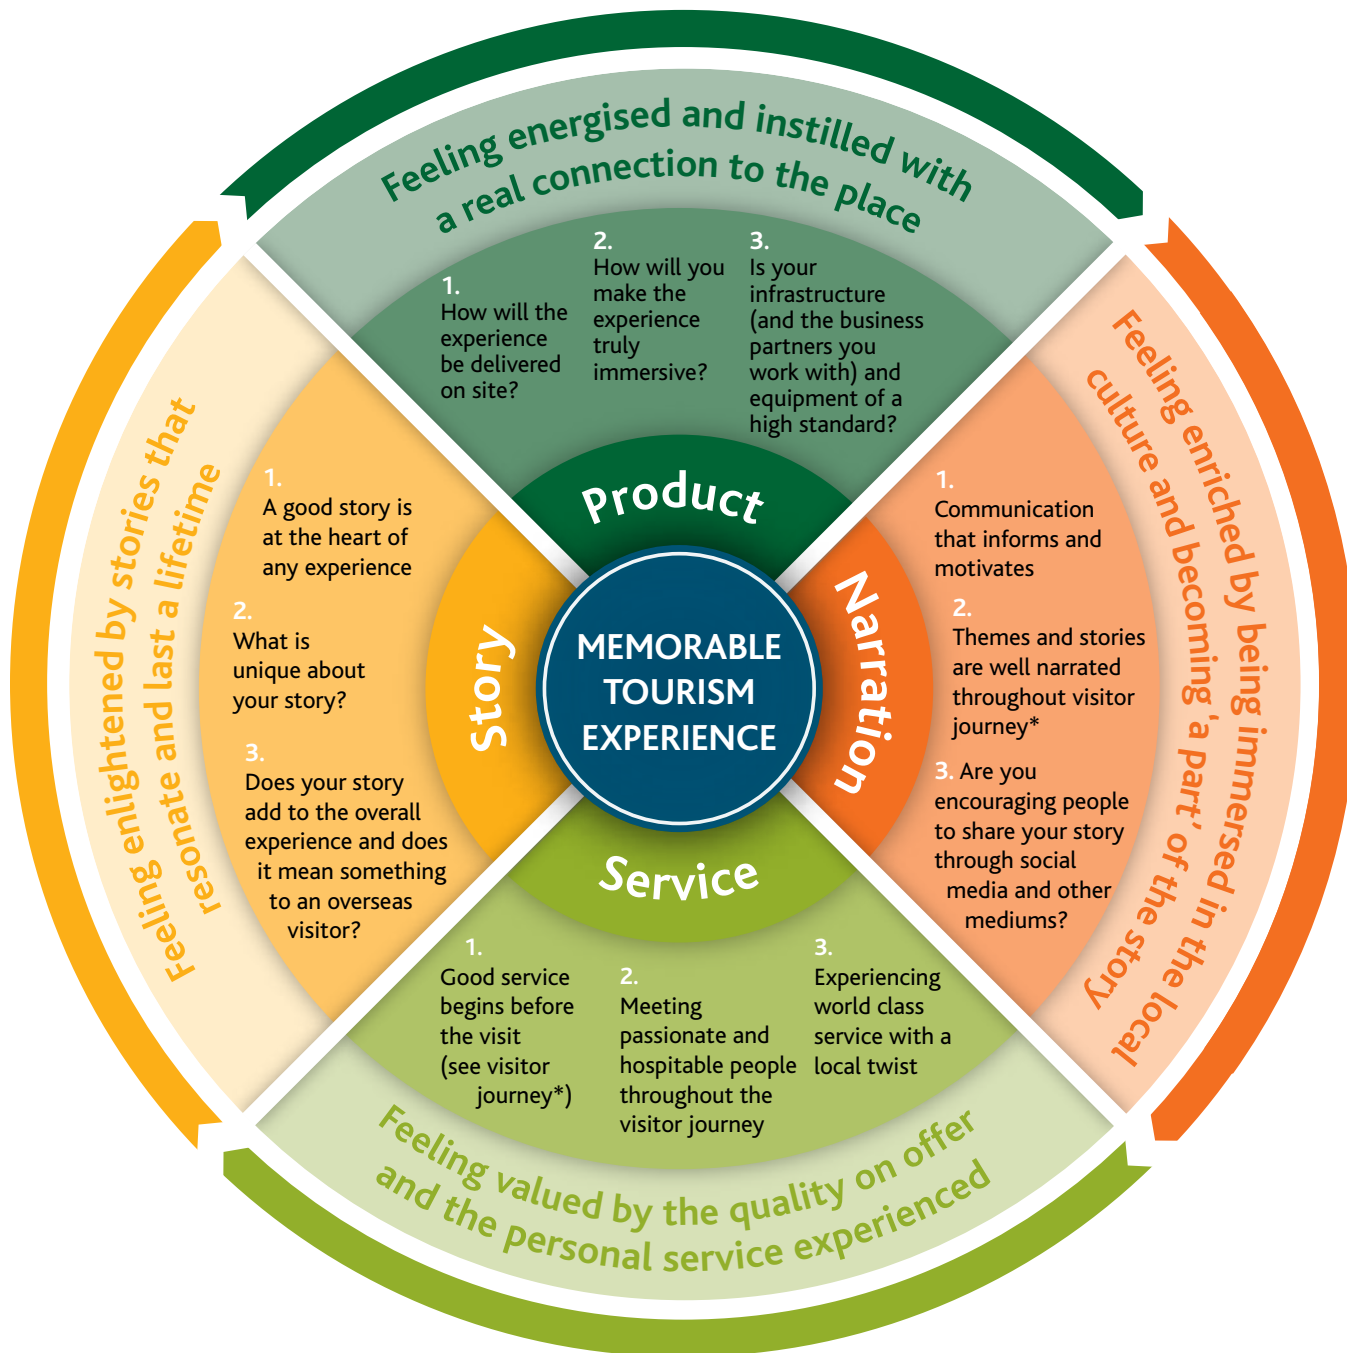 Feeling energised and instilled with
a real connection to the place
1.
How will the
experience
be delivered
on site?
2.
How will you
make the
experience
truly
immersive?
3.
Is your
infrastructure
(and the business
partners you
work with) and
equipment of a
high standard?
Product
Feeling enriched by being immersed in the local
culture and becoming 'a part' of the story
1.
Communication
that informs and
motivates
2.
Themes and stories
are well narrated
throughout visitor
journey*
3. Are you
encouraging people
to share your story
through social
media and other
mediums?
Narration
MEMORABLE
TOURISM
EXPERIENCE
Service
1.
Good service
begins before
the visit
(see visitor
journey*)
2.
Meeting
passionate and
hospitable people
throughout the
visitor journey
3.
Experiencing
world class
service with a
local twist
Feeling valued by the quality on offer
and the personal service experienced
Story
1.
A good story is
at the heart of
any experience
2.
What is
unique about
your story?
3.
Does your story
add to the overall
experience and does
it mean something
to an overseas
visitor?
Feeling enlightened by stories that
resonate and last a lifetime